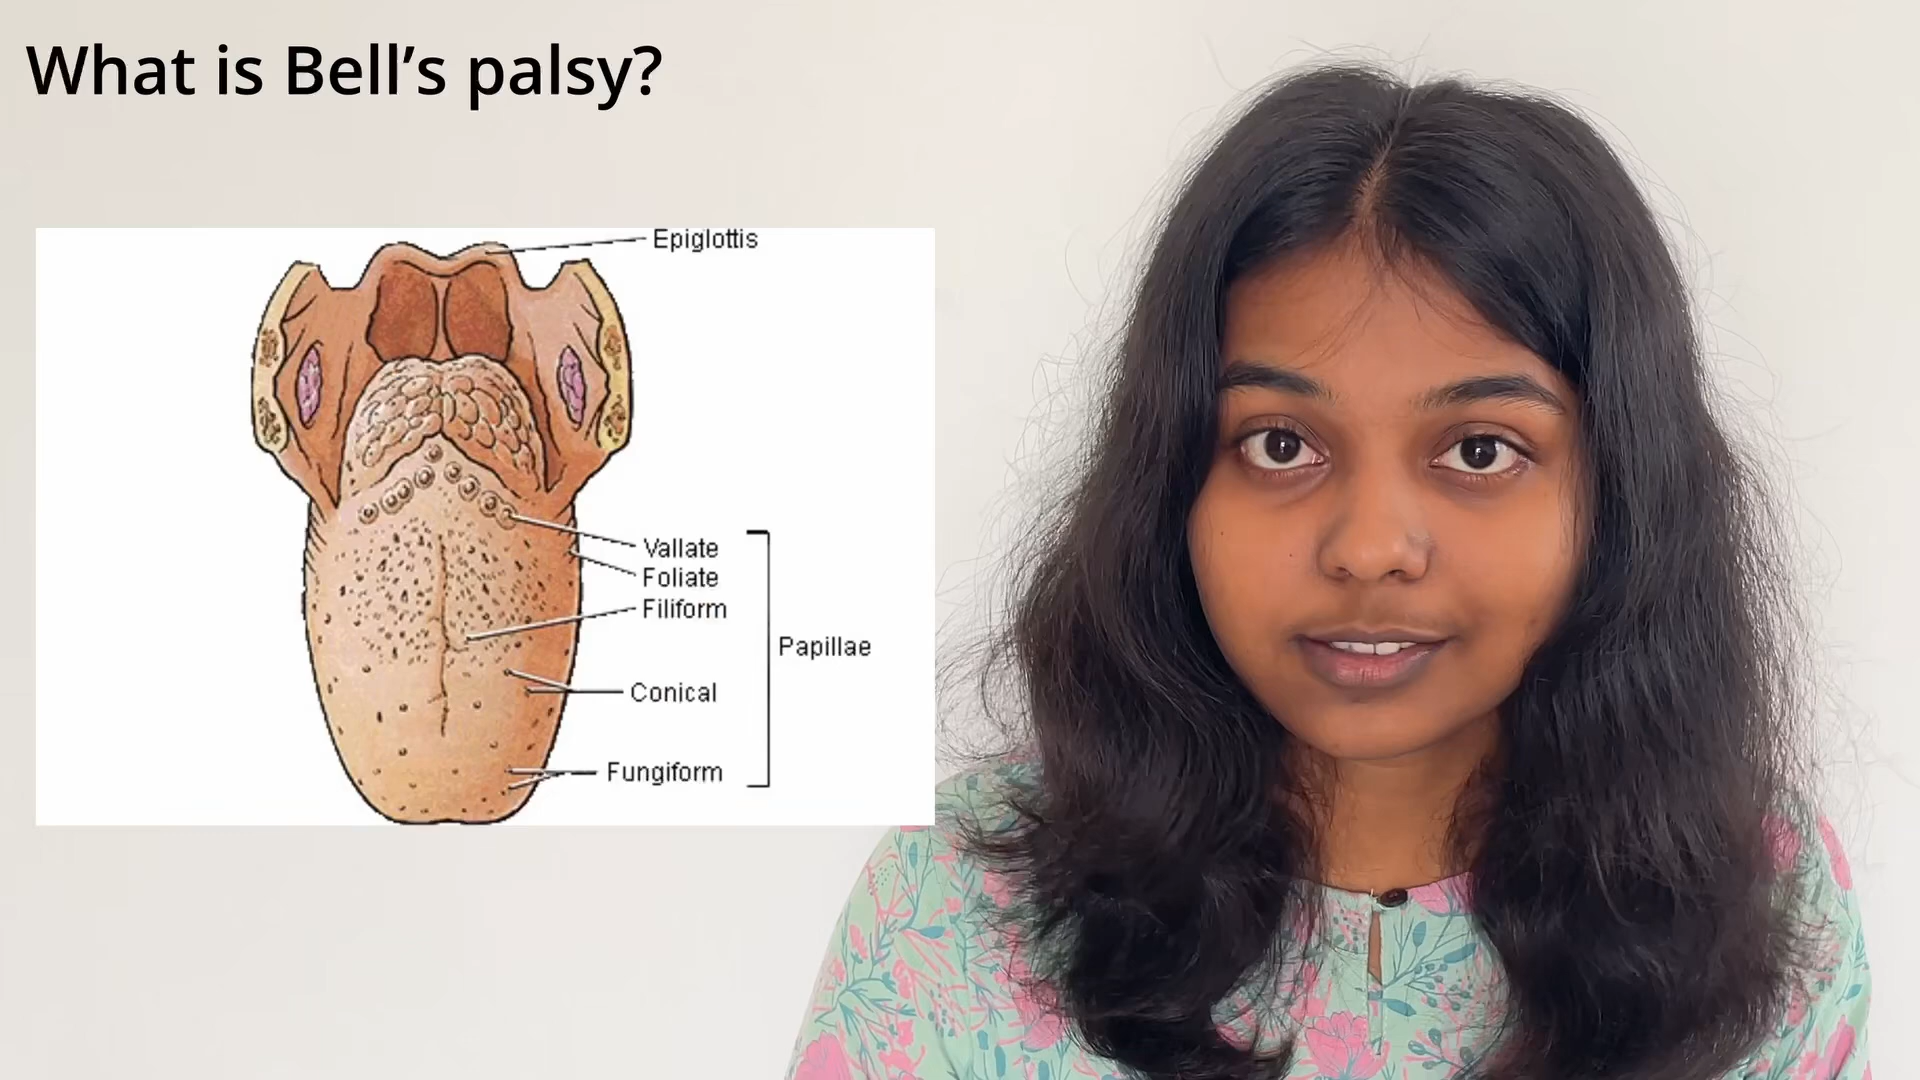 What is Bell’s palsy?
Epiglottis
Vallate
Foliate
Filiform
Papillae
Conical
Fungiform